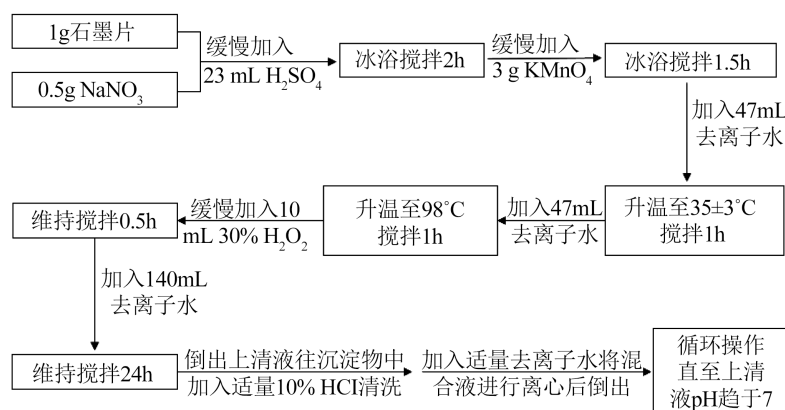 1g石墨片
0.5g NaNO₃
缓慢加入
23 mL H₂SO₄
冰浴搅拌2h
缓慢加入
3 g KMnO₄
冰浴搅拌1.5h
加入47mL
去离子水
升温至35±3°C
搅拌1h
加入47mL
去离子水
升温至98°C
搅拌1h
缓慢加入10
mL 30% H₂O₂
维持搅拌0.5h
加入140mL
去离子水
维持搅拌24h
倒出上清液往沉淀物中
加入适量10% HCl清洗
加入适量去离子水将混
合液进行离心后倒出
循环操作
直至上清
液pH趋于7